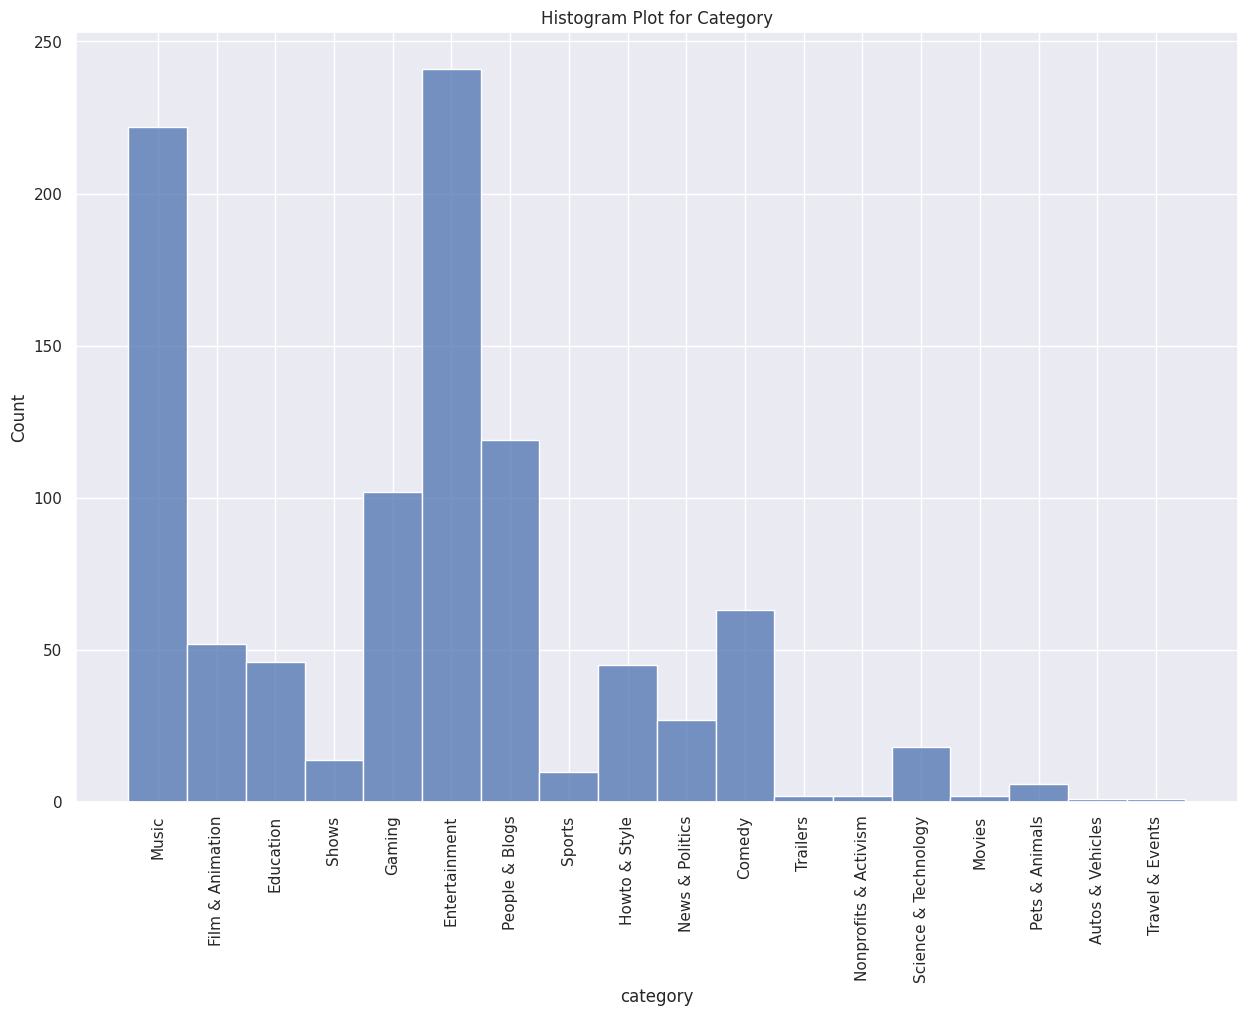 Histogram Plot for Category
250
200
150
100
50
0
Count
Music
Film & Animation
Education
Shows
Gaming
Entertainment
People & Blogs
Sports
Howto & Style
News & Politics
Comedy
Trailers
Nonprofits & Activism
Science & Technology
Movies
Pets & Animals
Autos & Vehicles
Travel & Events
category